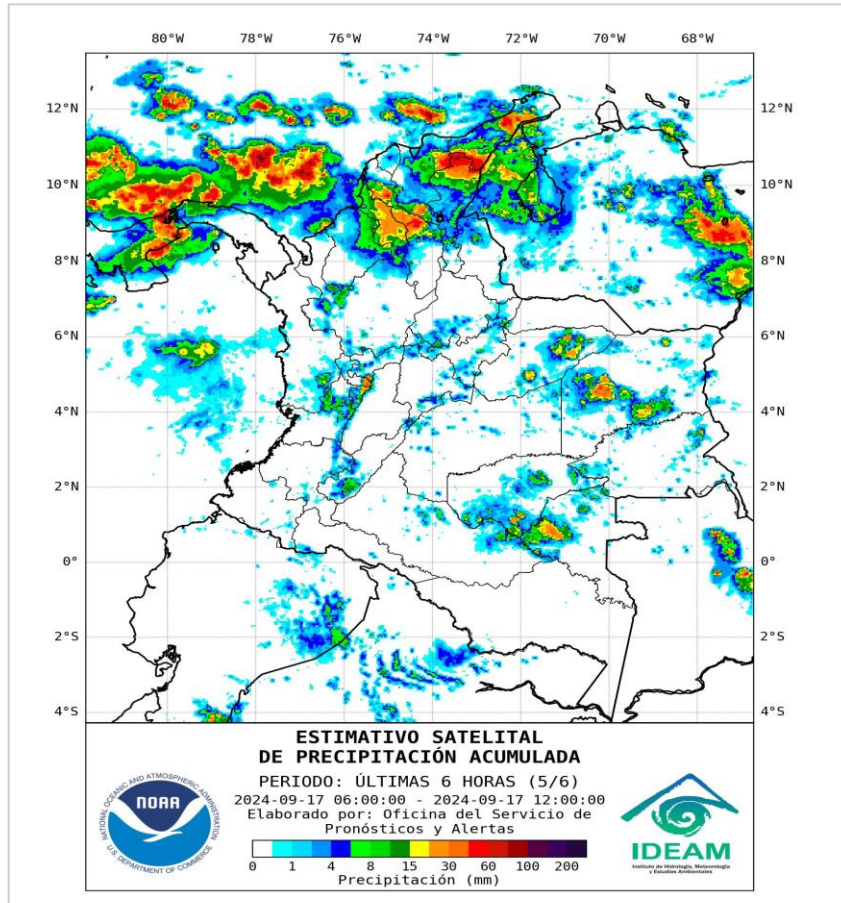 80°W 78°W 76°W 74°W 72°W 70°W 68°W
12°N 12°N
10°N 10°N
8°N 8°N
6°N 6°N
4°N 4°N
2°N 2°N
0° 0°
2°S 2°S
4°S 4°S
ESTIMATIVO SATELITAL
DE PRECIPITACIÓN ACUMULADA
PERIODO: ÚLTIMAS 6 HORAS (5/6)
2024-09-17 06:00:00 - 2024-09-17 12:00:00
Elaborado por: Oficina del Servicio de
Pronósticos y Alertas
0 1 4 8 15 30 60 100 200
Precipitación (mm)
NATIONAL OCEANIC AND ATMOSPHERIC ADMINISTRATION
NOAA
U.S. DEPARTMENT OF COMMERCE
IDEAM
Instituto de Hidrología, Meteorología
y Estudios Ambientales